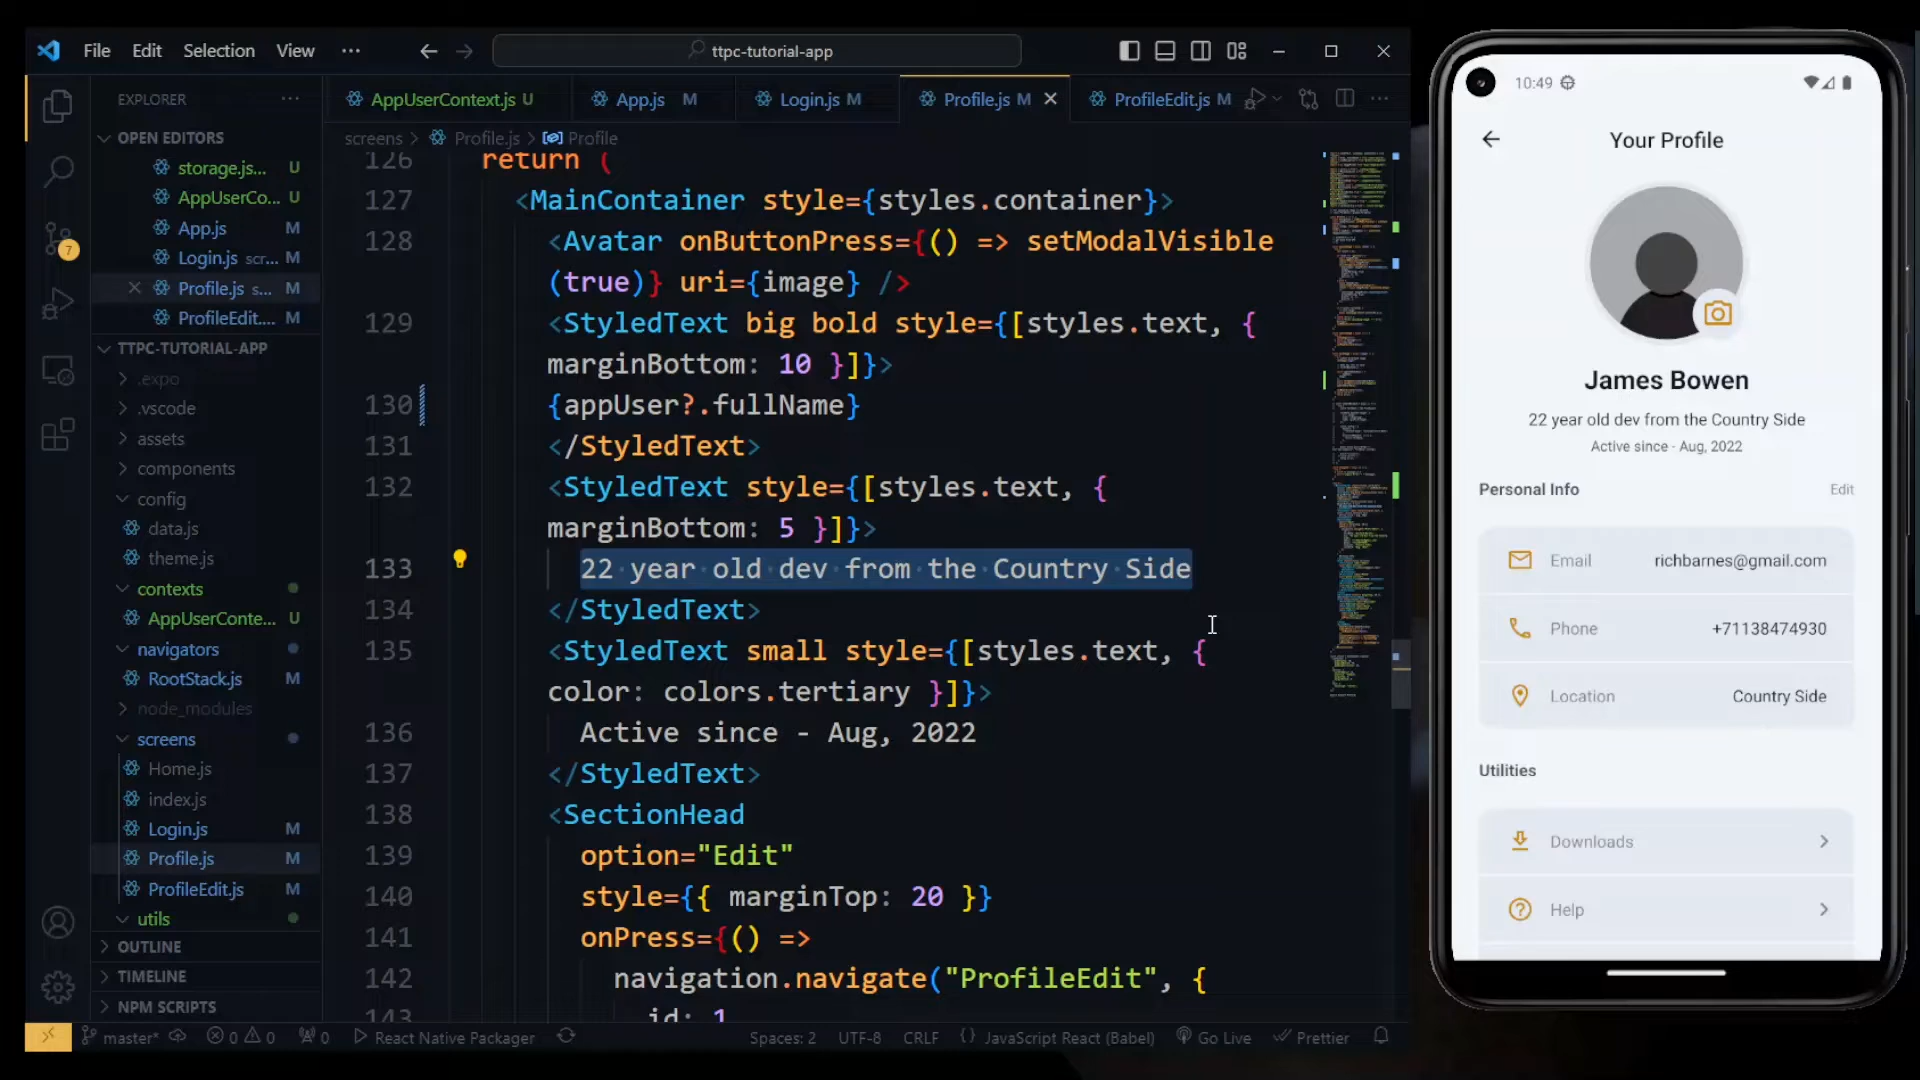 File Edit Selection View ···
ttpc-tutorial-app
EXPLORER
OPEN EDITORS
storage.js... U
AppUserCo... U
App.js M
Login.js scr... M
Profile.js s... M
ProfileEdit.... M
TTPC-TUTORIAL-APP
.expo
.vscode
assets
components
config
data.js
theme.js
contexts
AppUserConte... U
navigators
RootStack.js M
node_modules
screens
Home.js
index.js
Login.js M
Profile.js M
ProfileEdit.js M
utils
OUTLINE
TIMELINE
NPM SCRIPTS
7
AppUserContext.js U
App.js M
Login.js M
Profile.js M
ProfileEdit.js M
screens > Profile.js > Profile
126 return (
127 <MainContainer style={styles.container}>
128 <Avatar onButtonPress={() => setModalVisible
(true)} uri={image} />
129 <StyledText big bold style={[styles.text, {
marginBottom: 10 }]}>
130 {appUser?.fullName}
131 </StyledText>
132 <StyledText style={[styles.text, {
marginBottom: 5 }]}>
133 22 year old dev from the Country Side
134 </StyledText>
135 <StyledText small style={[styles.text, {
color: colors.tertiary }]}>
136 Active since - Aug, 2022
137 </StyledText>
138 <SectionHead
139 option="Edit"
140 style={{ marginTop: 20 }}
141 onPress={() =>
142 navigation.navigate("ProfileEdit", {
143 id: 1
master* 0 0 0 React Native Packager
Spaces: 2 UTF-8 CRLF {} JavaScript React (Babel) Go Live Prettier
10:49
Your Profile
James Bowen
22 year old dev from the Country Side
Active since - Aug, 2022
Personal Info Edit
Email richbarnes@gmail.com
Phone +71138474930
Location Country Side
Utilities
Downloads
Help